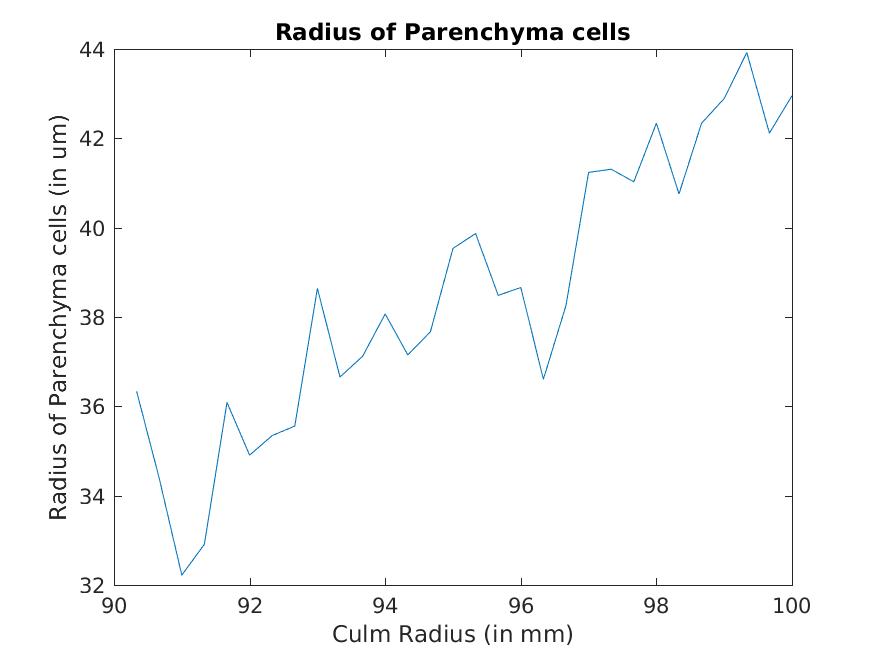 Radius of Parenchyma cells
44
42
40
38
36
34
32
Radius of Parenchyma cells (in um)
90 92 94 96 98 100
Culm Radius (in mm)